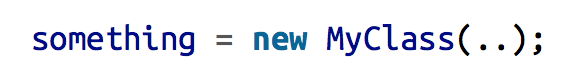 something = new MyClass(..);